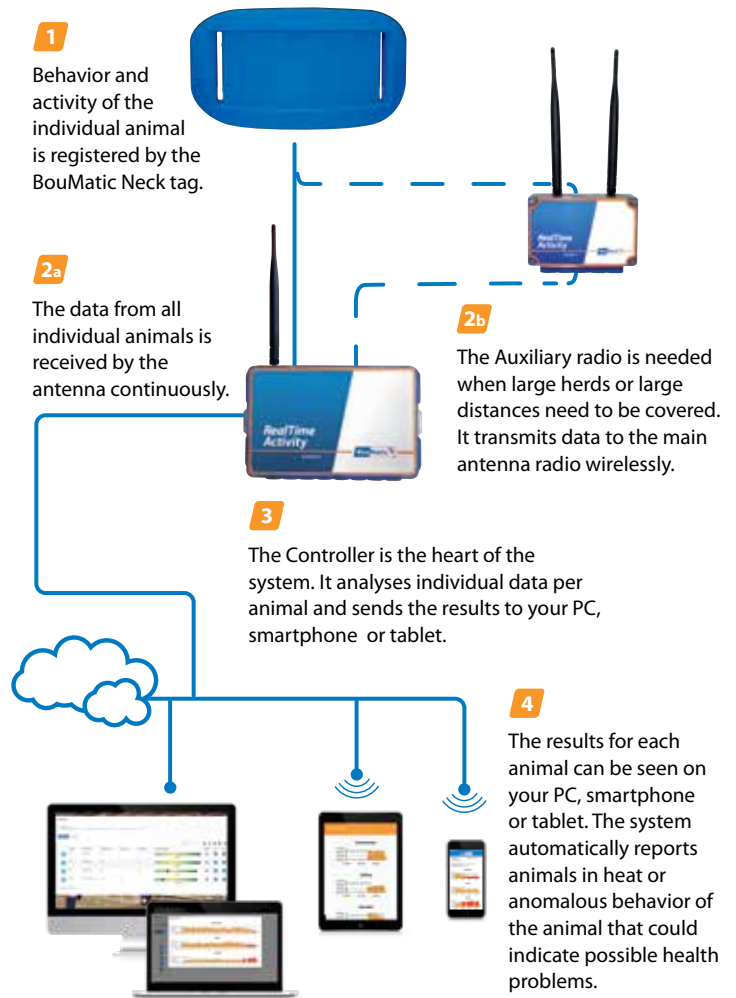 1
Behavior and
activity of the
individual animal
is registered by the
BouMatic Neck tag.
RealTime
Activity
BouMatic
2a
The data from all
individual animals is
received by the
antenna continuously.
2b
The Auxiliary radio is needed
when large herds or large
distances need to be covered.
It transmits data to the main
antenna radio wirelessly.
RealTime
Activity
BouMatic
3
The Controller is the heart of the
system. It analyses individual data per
animal and sends the results to your PC,
smartphone or tablet.
4
The results for each
animal can be seen on
your PC, smartphone
or tablet. The system
automatically reports
animals in heat or
anomalous behavior of
the animal that could
indicate possible health
problems.